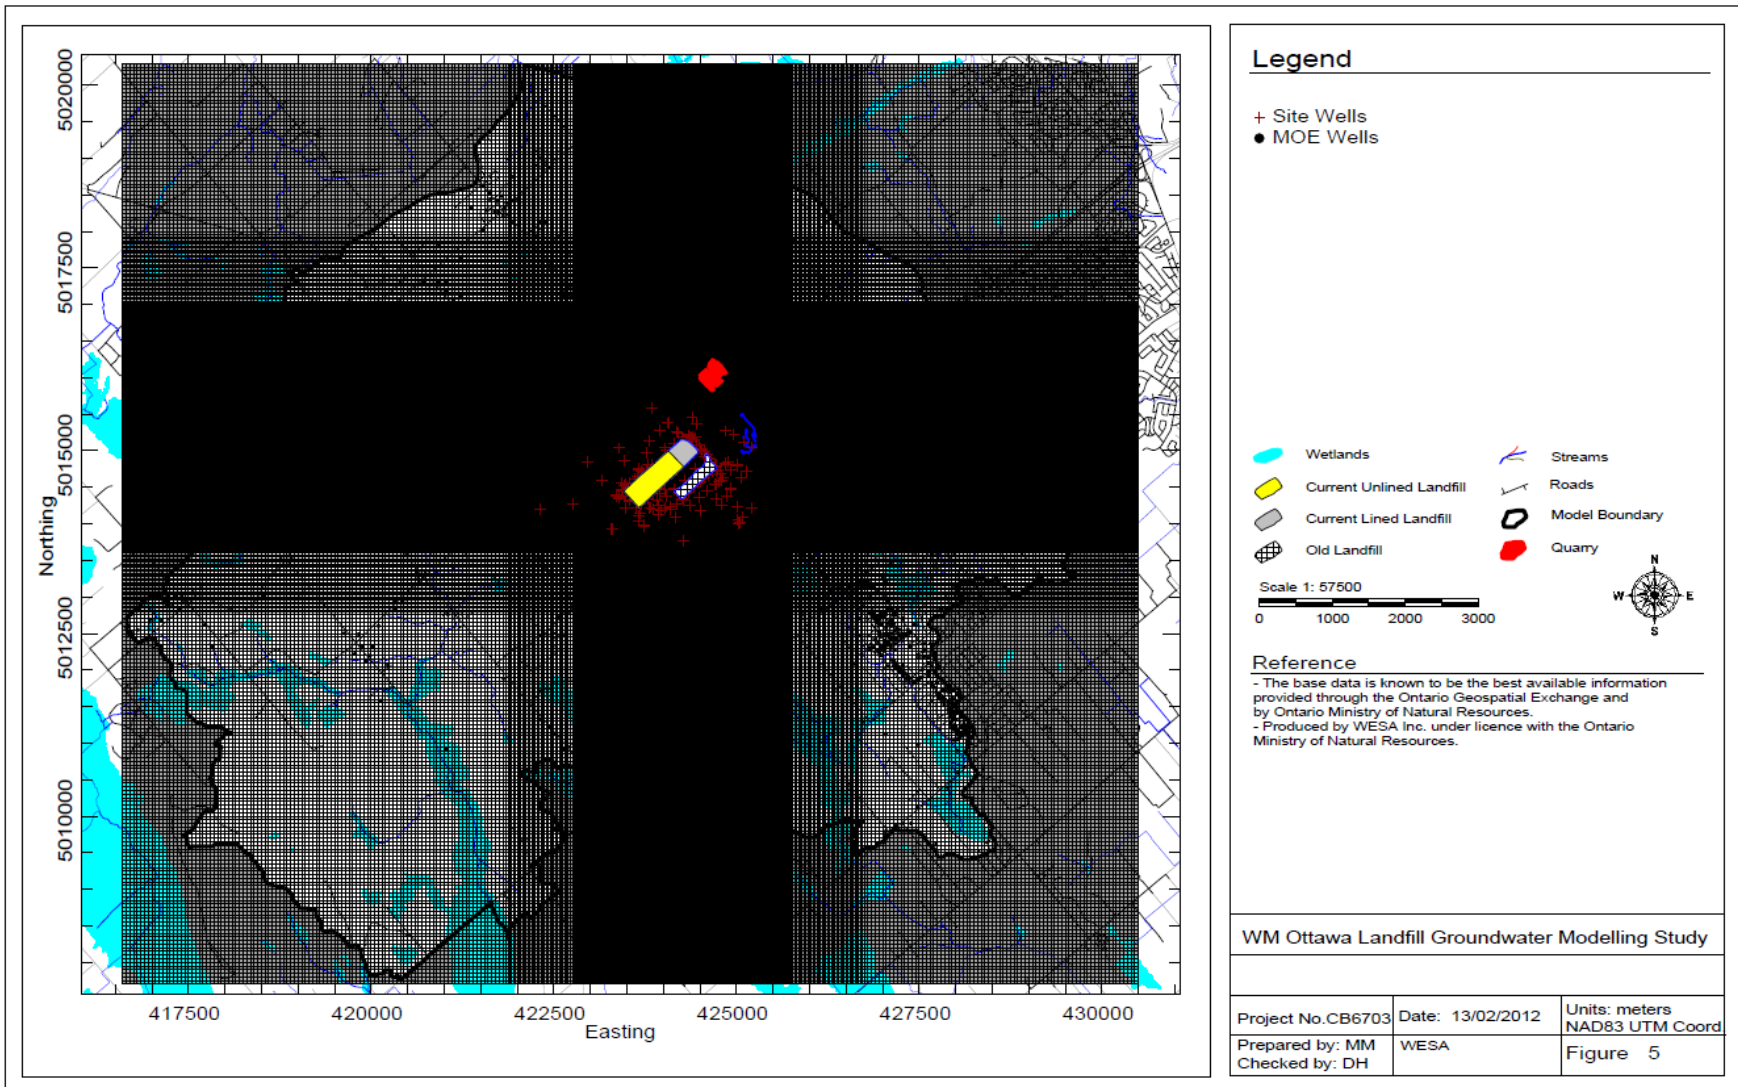 5020000
5017500
5015000
Northing
5012500
5010000
417500 420000 422500 425000 427500 430000
Easting
Legend
+ Site Wells
● MOE Wells
Wetlands
Current Unlined Landfill
Current Lined Landfill
Old Landfill
Streams
Roads
Model Boundary
Quarry
Scale 1: 57500
0 1000 2000 3000
N
W E
S
Reference
- The base data is known to be the best available information
provided through the Ontario Geospatial Exchange and
by Ontario Ministry of Natural Resources.
- Produced by WESA Inc. under licence with the Ontario
Ministry of Natural Resources.
WM Ottawa Landfill Groundwater Modelling Study
Project No.CB6703
Date: 13/02/2012
Units: meters
NAD83 UTM Coord.
Prepared by: MM
Checked by: DH
WESA
Figure 5